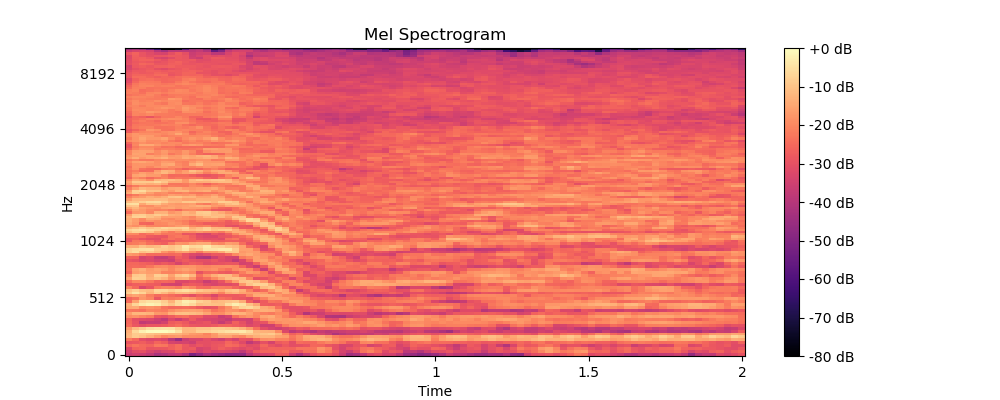 Mel Spectrogram
8192
4096
2048
1024
512
0
Hz
0
0.5
1
1.5
2
Time
+0 dB
-10 dB
-20 dB
-30 dB
-40 dB
-50 dB
-60 dB
-70 dB
-80 dB